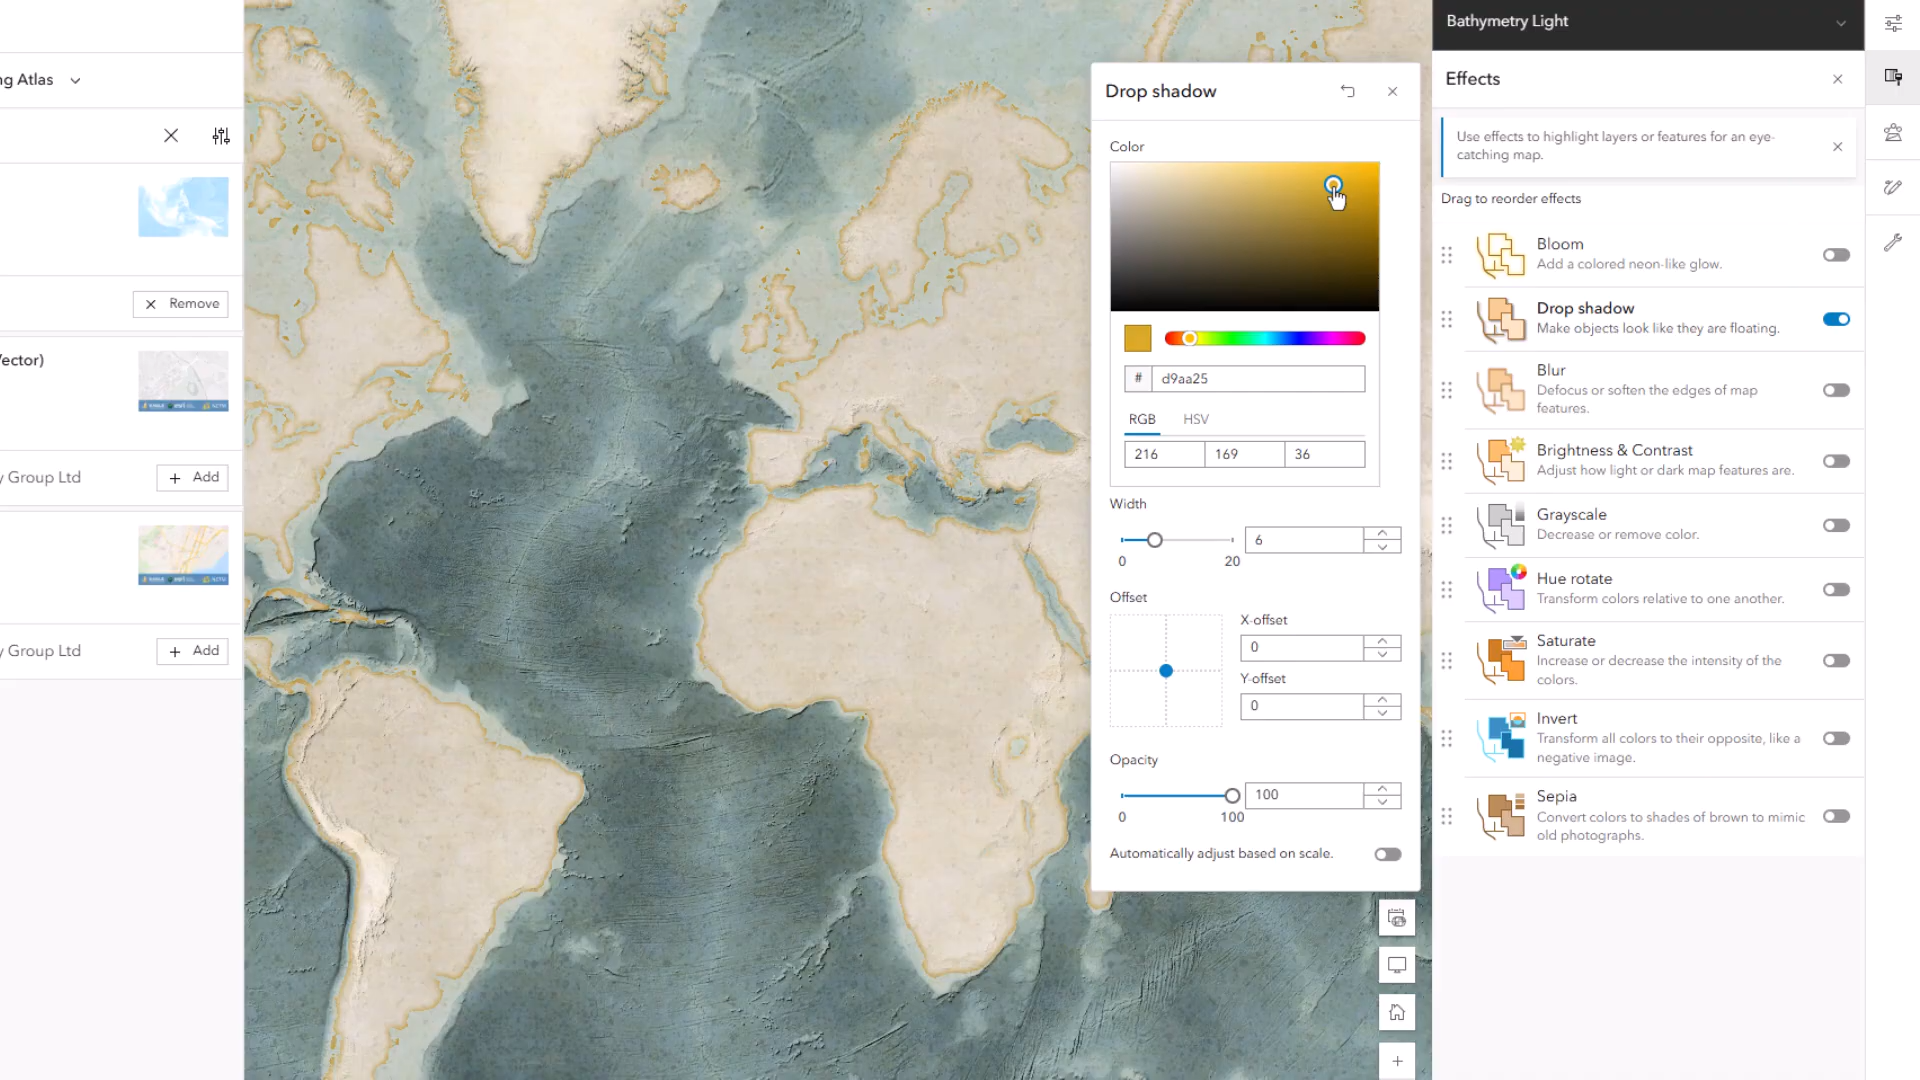 ng Atlas
Remove
Vector)
y Group Ltd
Add
y Group Ltd
Add
Drop shadow
Color
# d9aa25
RGB HSV
216 169 36
Width
6
0 20
Offset
X-offset
0
Y-offset
0
Opacity
100
0 100
Automatically adjust based on scale.
Bathymetry Light
Effects
Use effects to highlight layers or features for an eye-
catching map.
Drag to reorder effects
Bloom
Add a colored neon-like glow.
Drop shadow
Make objects look like they are floating.
Blur
Defocus or soften the edges of map
features.
Brightness & Contrast
Adjust how light or dark map features are.
Grayscale
Decrease or remove color.
Hue rotate
Transform colors relative to one another.
Saturate
Increase or decrease the intensity of the
colors.
Invert
Transform all colors to their opposite, like a
negative image.
Sepia
Convert colors to shades of brown to mimic
old photographs.